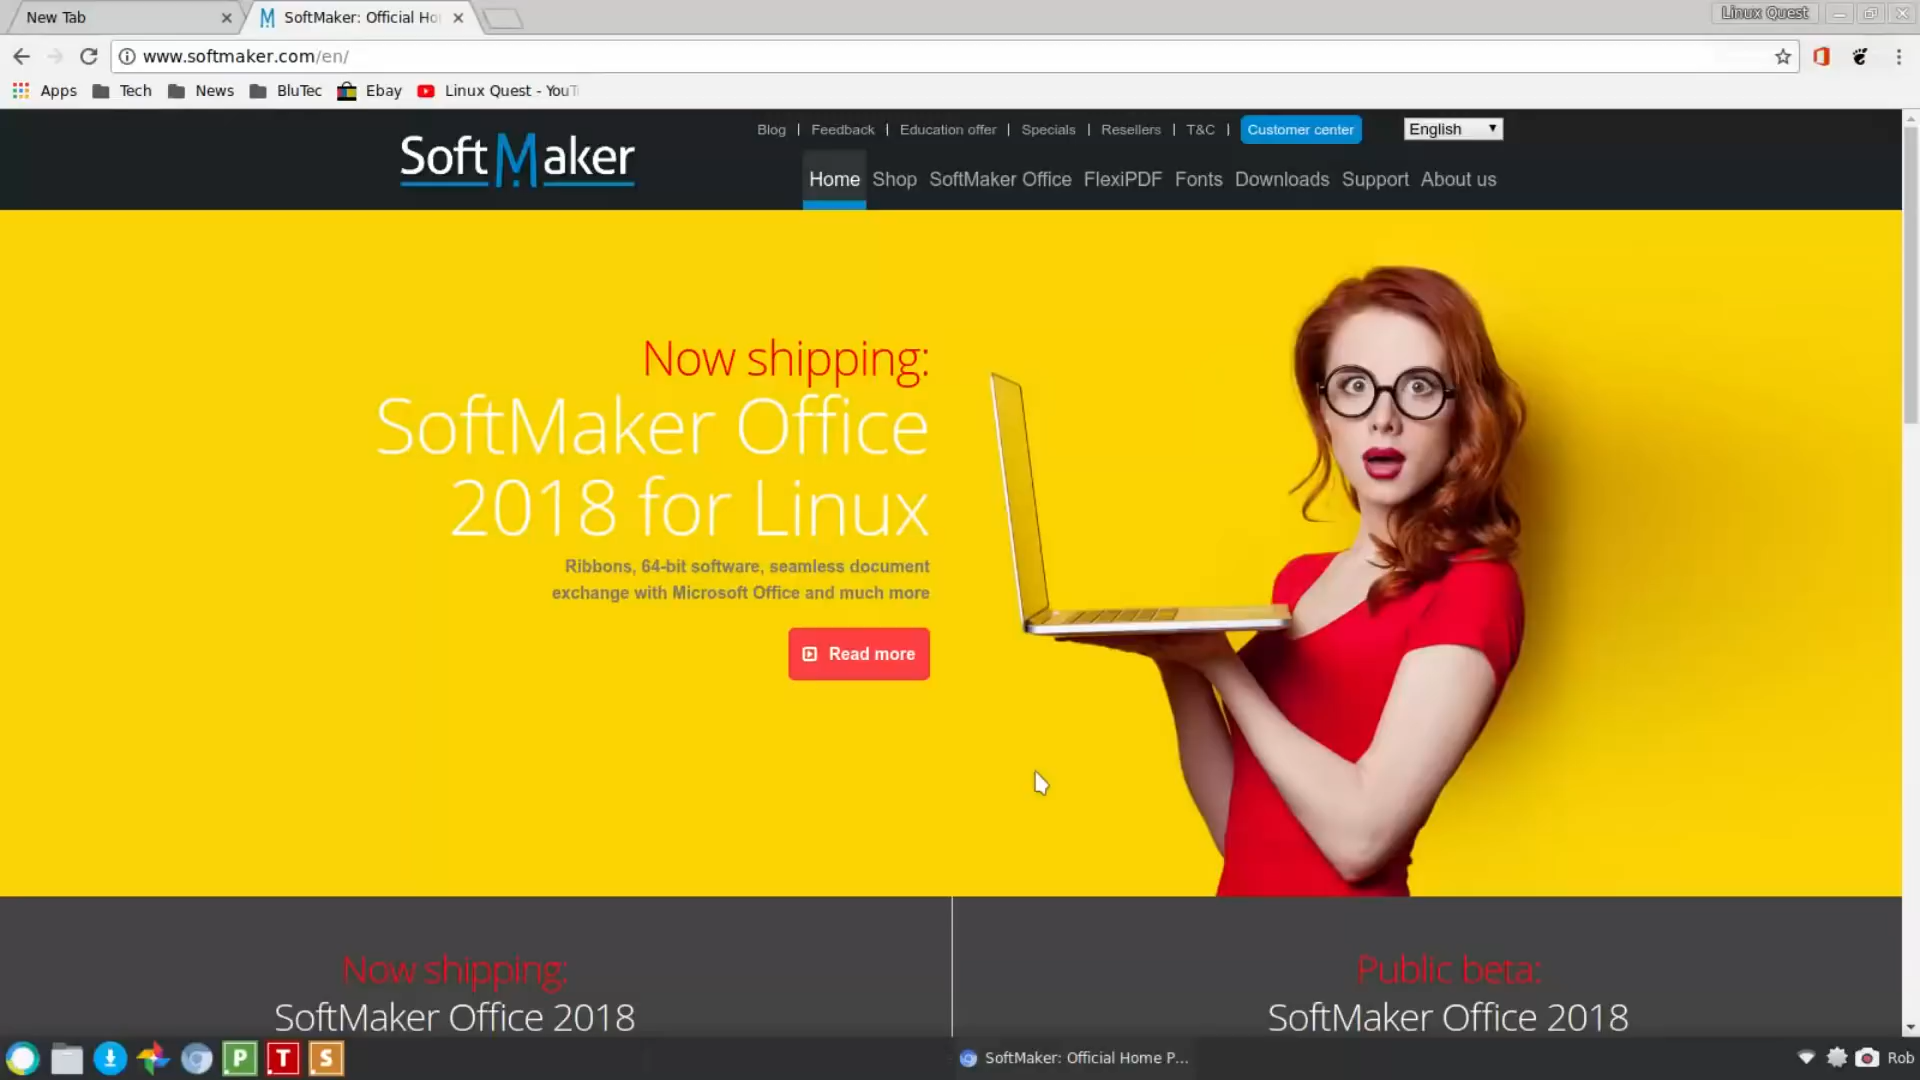 New Tab
SoftMaker: Official Ho
Linux Quest
www.softmaker.com/en/
Apps
Tech
News
BluTec
Ebay
Linux Quest - YouT
SoftMaker
Blog | Feedback | Education offer | Specials | Resellers | T&C | Customer center
English
Home Shop SoftMaker Office FlexiPDF Fonts Downloads Support About us
Now shipping:
SoftMaker Office
2018 for Linux
Ribbons, 64-bit software, seamless document
exchange with Microsoft Office and much more
Read more
Now shipping:
SoftMaker Office 2018
Public beta:
SoftMaker Office 2018
P
T
S
SoftMaker: Official Home P...
Rob